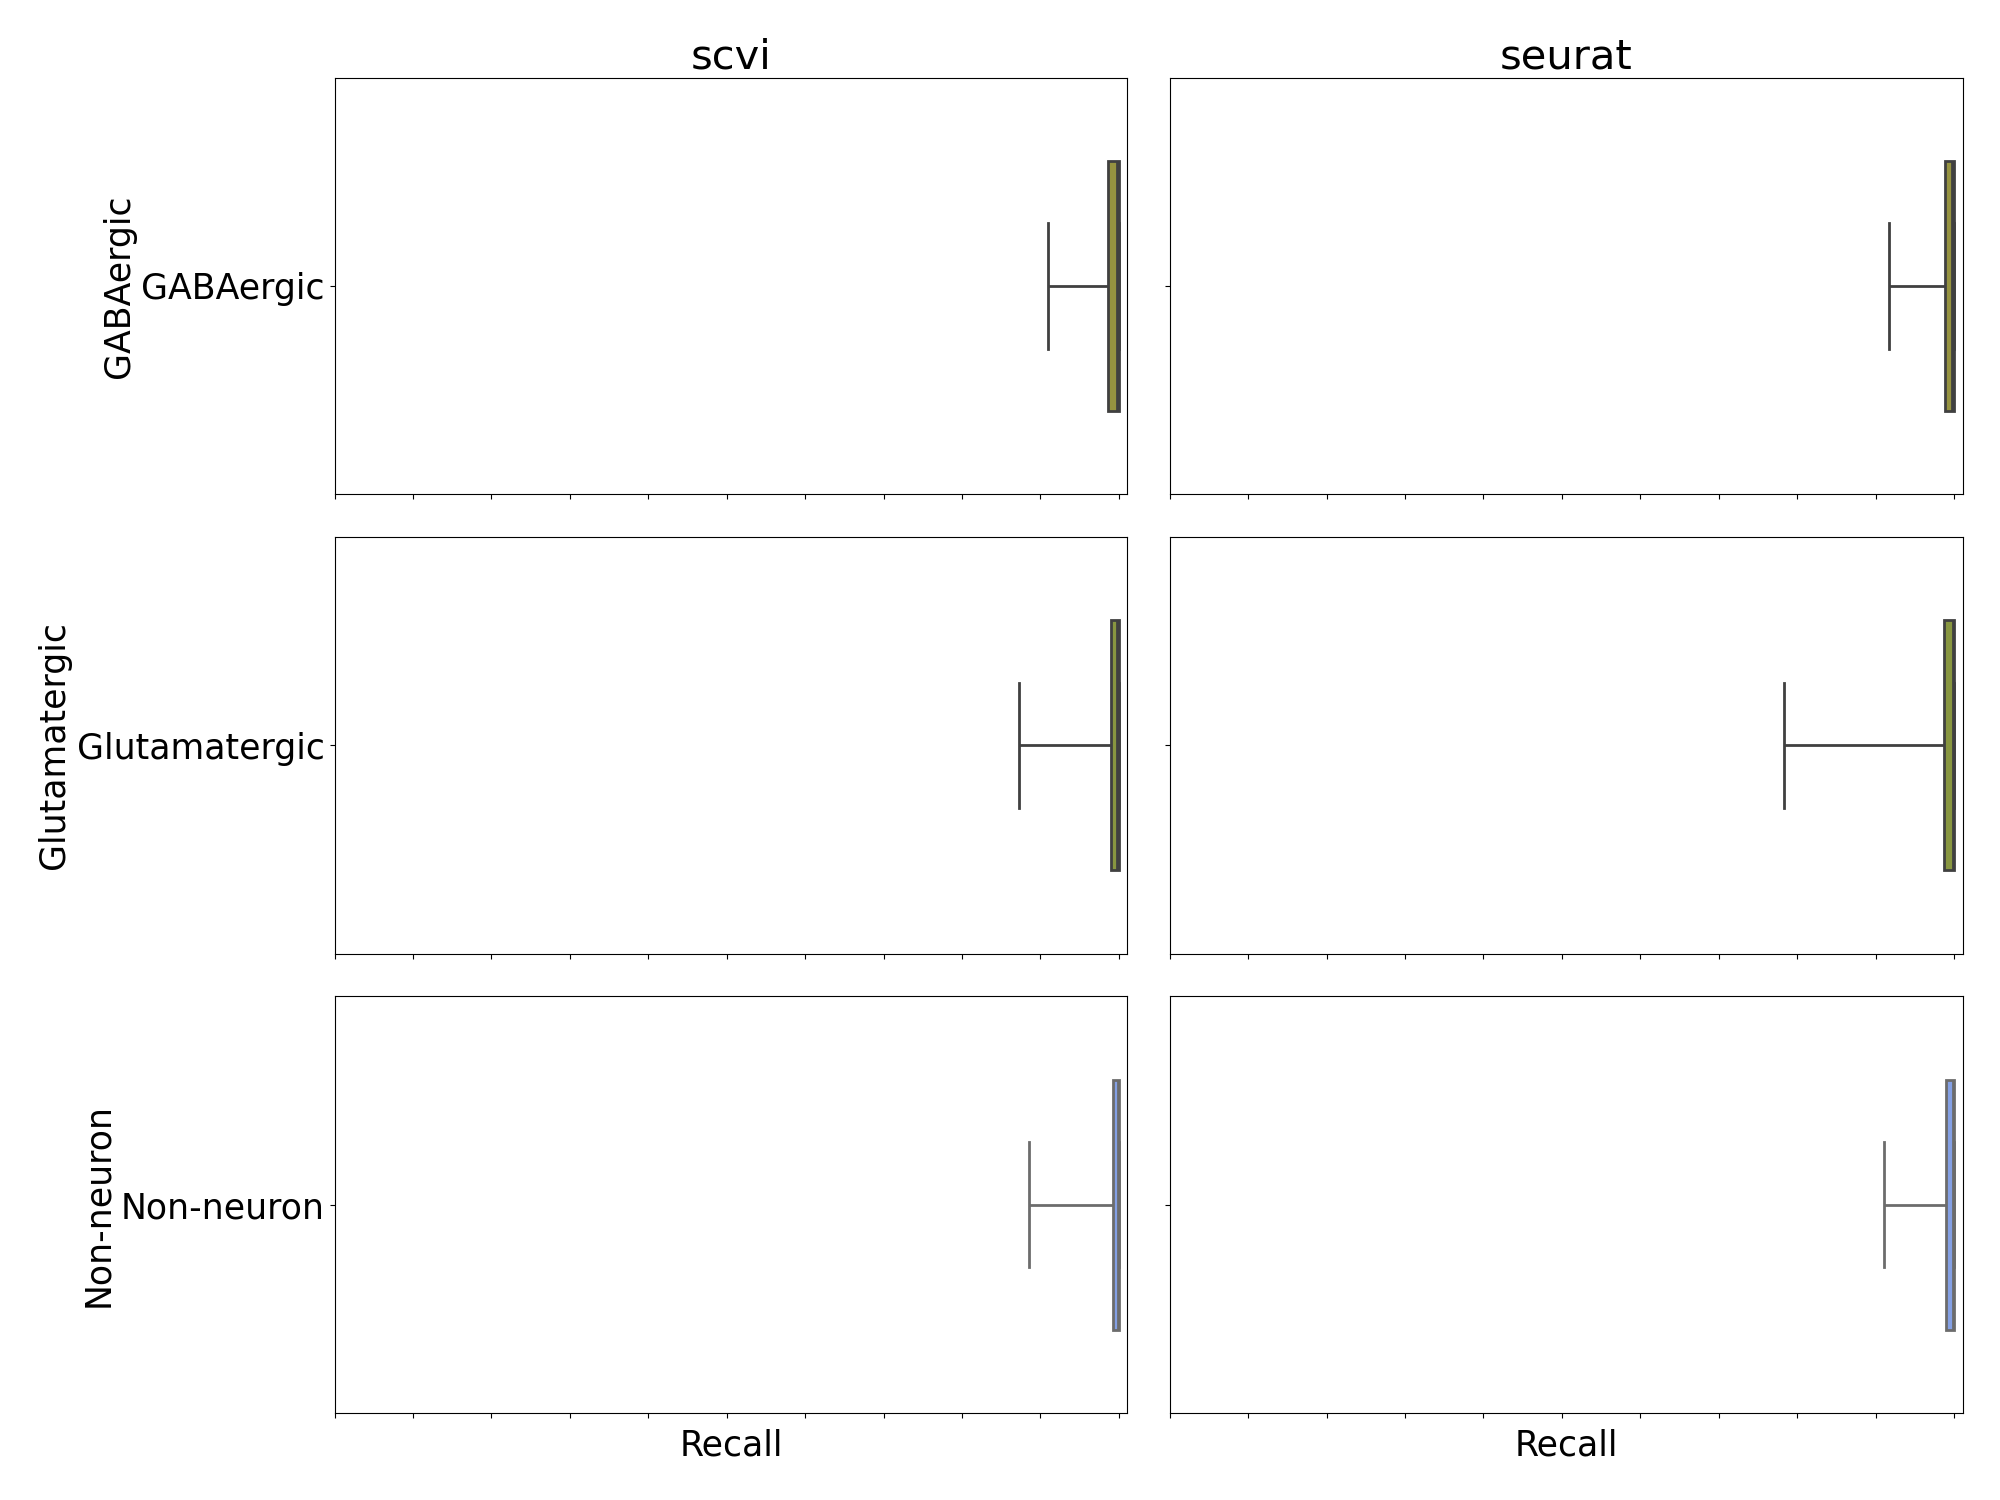 scvi
seurat
GABAergic
GABAergic
Glutamatergic
Glutamatergic
Non-neuron
Non-neuron
Recall
Recall